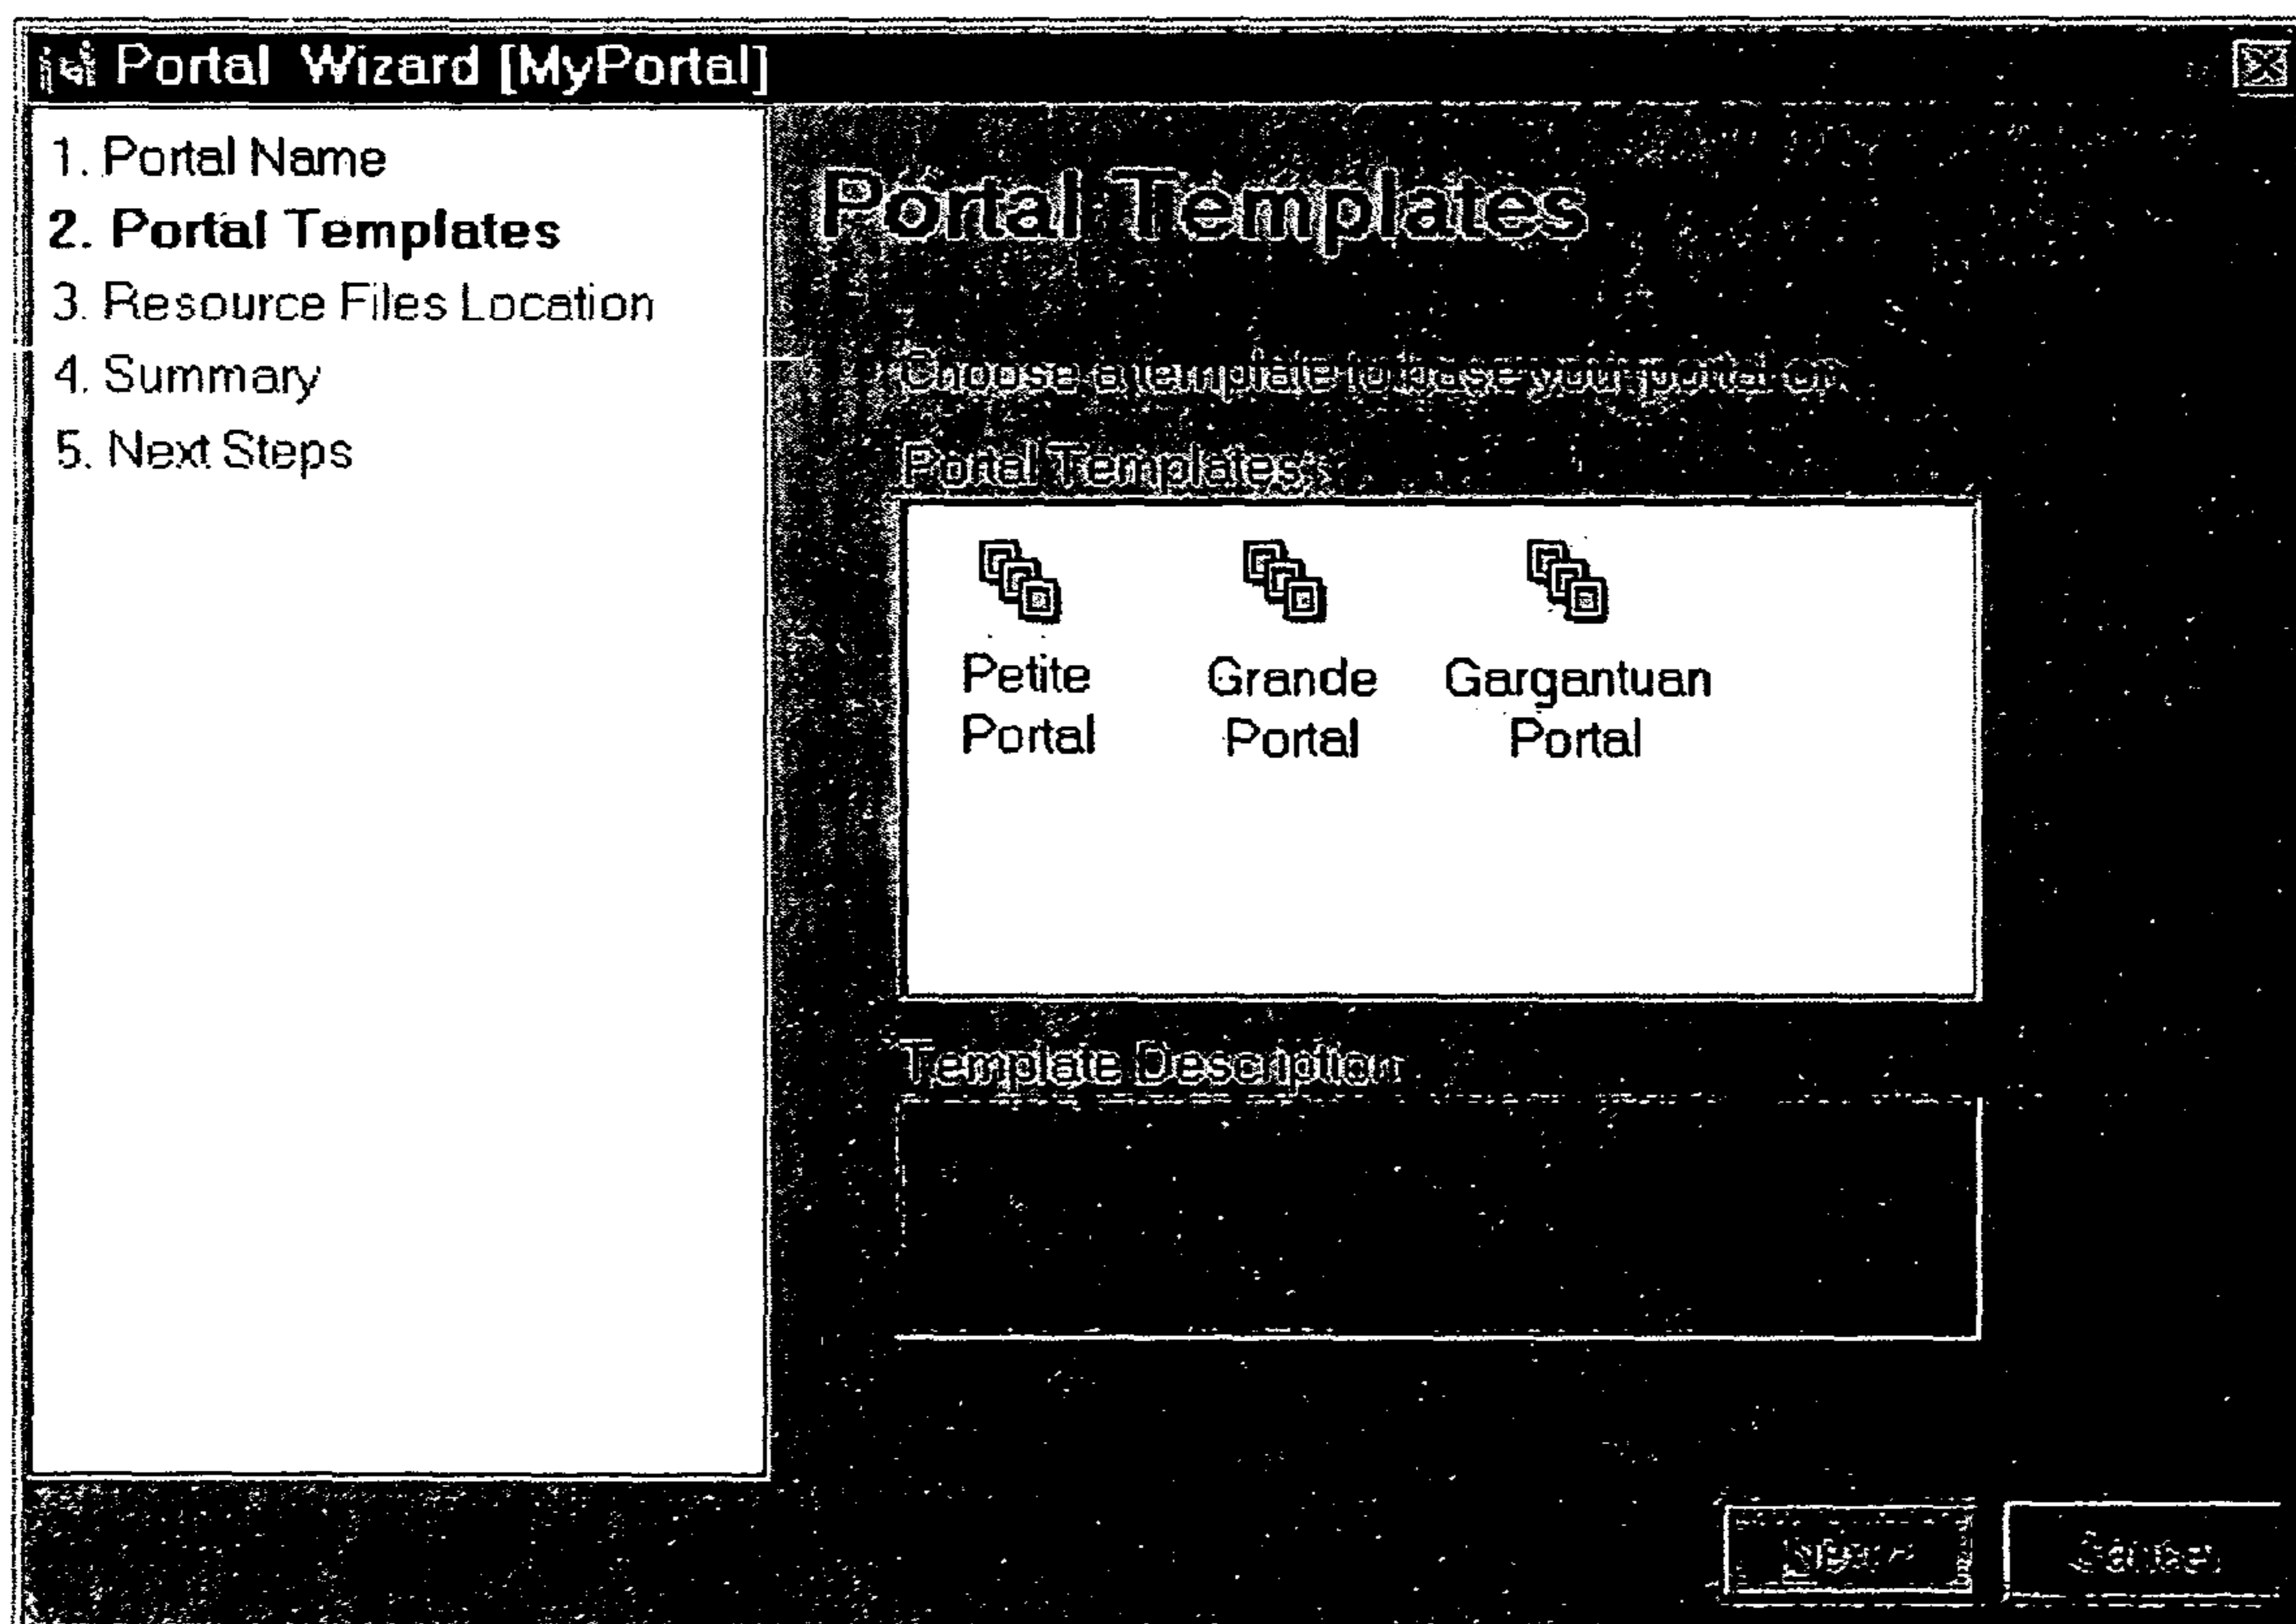 Portal Wizard [MyPortal]
1. Portal Name
2. Portal Templates
3. Resource Files Location
4. Summary
5. Next Steps
Portal Templates
Choose a template to base your portal on
Portal Templates:
Petite
Portal
Grande
Portal
Gargantuan
Portal
Template Description
Cancel